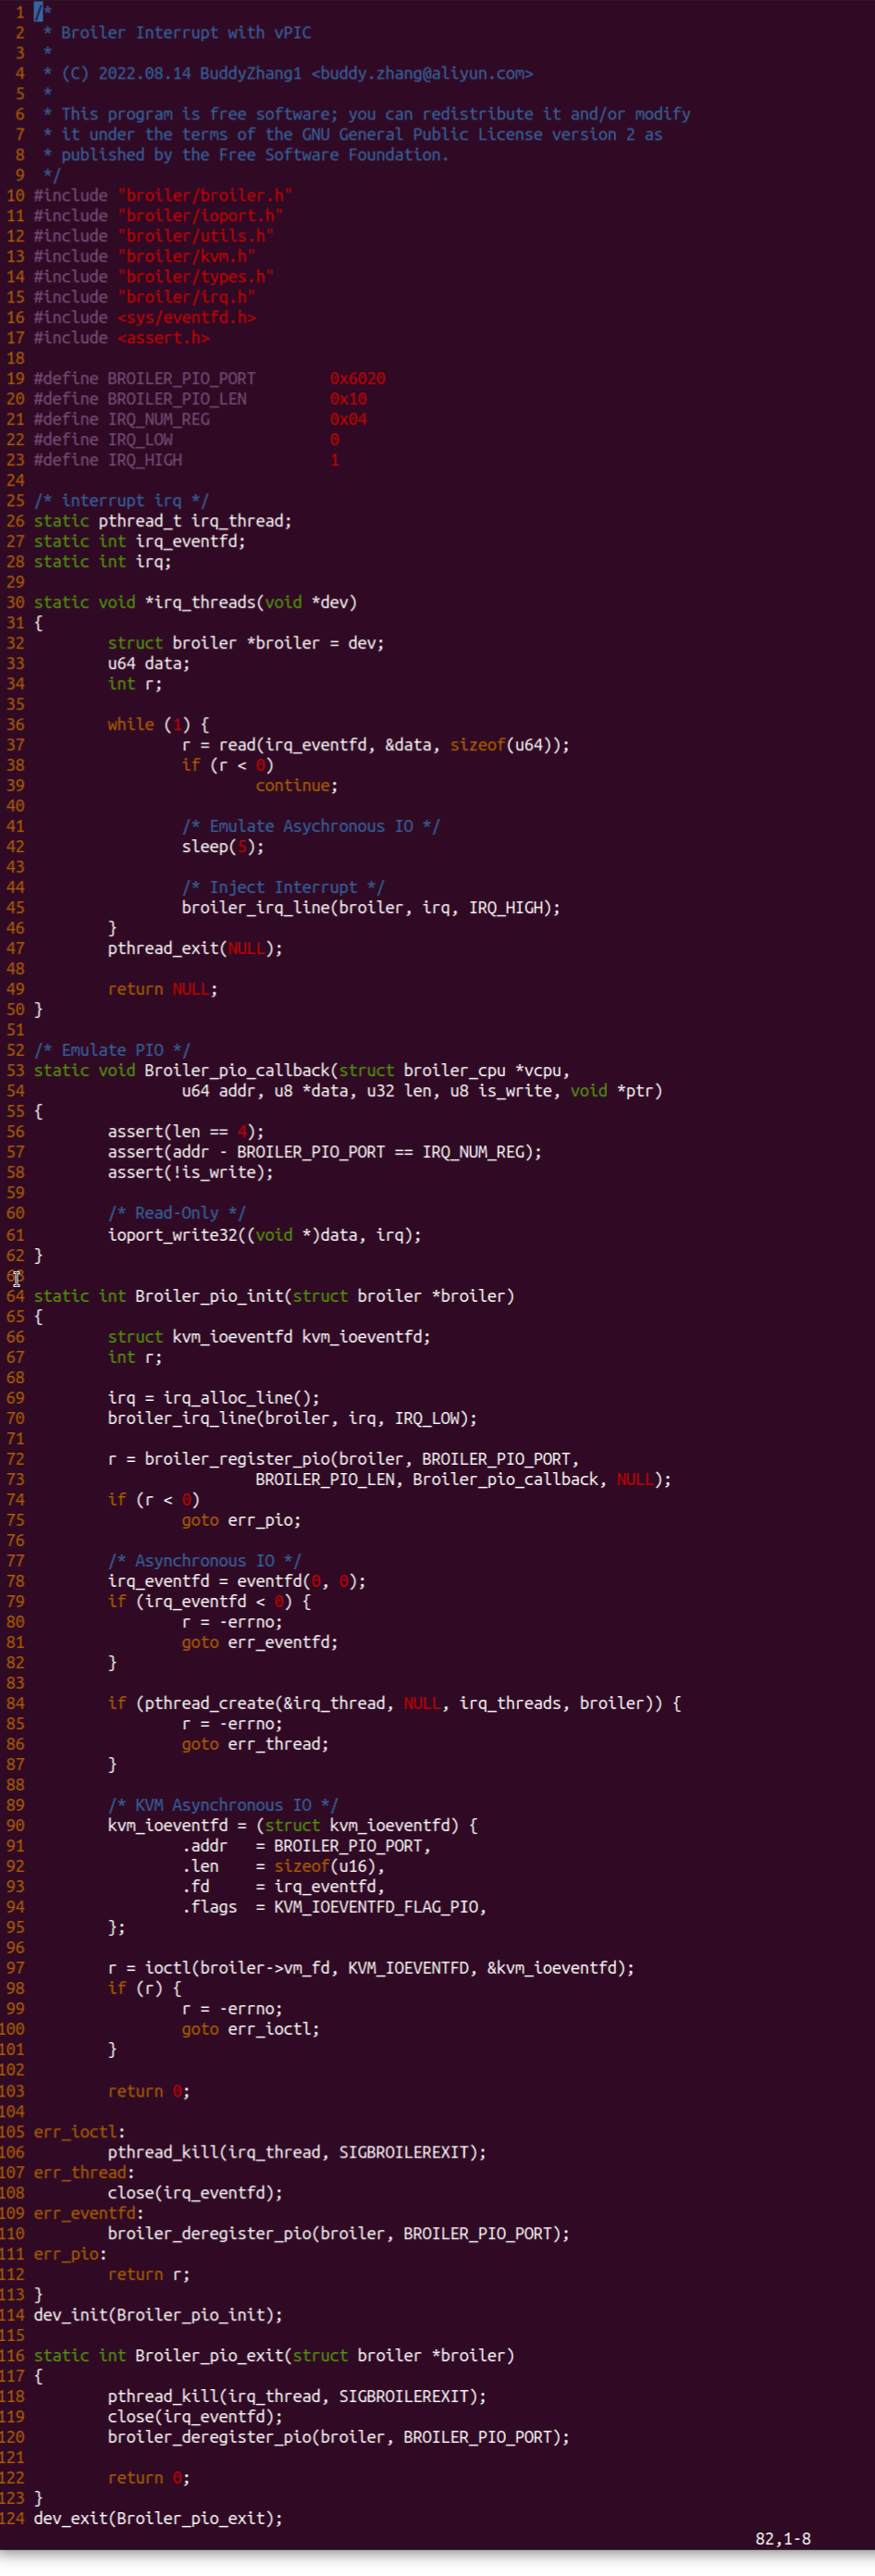 1 /*
2  * Broiler Interrupt with vPIC
3  *
4  * (C) 2022.08.14 BuddyZhang1 <buddy.zhang@aliyun.com>
5  *
6  * This program is free software; you can redistribute it and/or modify
7  * it under the terms of the GNU General Public License version 2 as
8  * published by the Free Software Foundation.
9  */
10 #include "broiler/broiler.h"
11 #include "broiler/ioport.h"
12 #include "broiler/utils.h"
13 #include "broiler/kvm.h"
14 #include "broiler/types.h"
15 #include "broiler/irq.h"
16 #include <sys/eventfd.h>
17 #include <assert.h>
18
19 #define BROILER_PIO_PORT        0x6020
20 #define BROILER_PIO_LEN         0x10
21 #define IRQ_NUM_REG             0x04
22 #define IRQ_LOW                 0
23 #define IRQ_HIGH                1
24
25 /* interrupt irq */
26 static pthread_t irq_thread;
27 static int irq_eventfd;
28 static int irq;
29
30 static void *irq_threads(void *dev)
31 {
32         struct broiler *broiler = dev;
33         u64 data;
34         int r;
35
36         while (1) {
37                 r = read(irq_eventfd, &data, sizeof(u64));
38                 if (r < 0)
39                         continue;
40
41                 /* Emulate Asychronous IO */
42                 sleep(5);
43
44                 /* Inject Interrupt */
45                 broiler_irq_line(broiler, irq, IRQ_HIGH);
46         }
47         pthread_exit(NULL);
48
49         return NULL;
50 }
51
52 /* Emulate PIO */
53 static void Broiler_pio_callback(struct broiler_cpu *vcpu,
54                 u64 addr, u8 *data, u32 len, u8 is_write, void *ptr)
55 {
56         assert(len == 4);
57         assert(addr - BROILER_PIO_PORT == IRQ_NUM_REG);
58         assert(!is_write);
59
60         /* Read-Only */
61         ioport_write32((void *)data, irq);
62 }
63
64 static int Broiler_pio_init(struct broiler *broiler)
65 {
66         struct kvm_ioeventfd kvm_ioeventfd;
67         int r;
68
69         irq = irq_alloc_line();
70         broiler_irq_line(broiler, irq, IRQ_LOW);
71
72         r = broiler_register_pio(broiler, BROILER_PIO_PORT,
73                         BROILER_PIO_LEN, Broiler_pio_callback, NULL);
74         if (r < 0)
75                 goto err_pio;
76
77         /* Asynchronous IO */
78         irq_eventfd = eventfd(0, 0);
79         if (irq_eventfd < 0) {
80                 r = -errno;
81                 goto err_eventfd;
82         }
83
84         if (pthread_create(&irq_thread, NULL, irq_threads, broiler)) {
85                 r = -errno;
86                 goto err_thread;
87         }
88
89         /* KVM Asynchronous IO */
90         kvm_ioeventfd = (struct kvm_ioeventfd) {
91                 .addr   = BROILER_PIO_PORT,
92                 .len    = sizeof(u16),
93                 .fd     = irq_eventfd,
94                 .flags  = KVM_IOEVENTFD_FLAG_PIO,
95         };
96
97         r = ioctl(broiler->vm_fd, KVM_IOEVENTFD, &kvm_ioeventfd);
98         if (r) {
99                 r = -errno;
100                 goto err_ioctl;
101         }
102
103         return 0;
104
105 err_ioctl:
106         pthread_kill(irq_thread, SIGBROILEREXIT);
107 err_thread:
108         close(irq_eventfd);
109 err_eventfd:
110         broiler_deregister_pio(broiler, BROILER_PIO_PORT);
111 err_pio:
112         return r;
113 }
114 dev_init(Broiler_pio_init);
115
116 static int Broiler_pio_exit(struct broiler *broiler)
117 {
118         pthread_kill(irq_thread, SIGBROILEREXIT);
119         close(irq_eventfd);
120         broiler_deregister_pio(broiler, BROILER_PIO_PORT);
121
122         return 0;
123 }
124 dev_exit(Broiler_pio_exit);
82,1-8